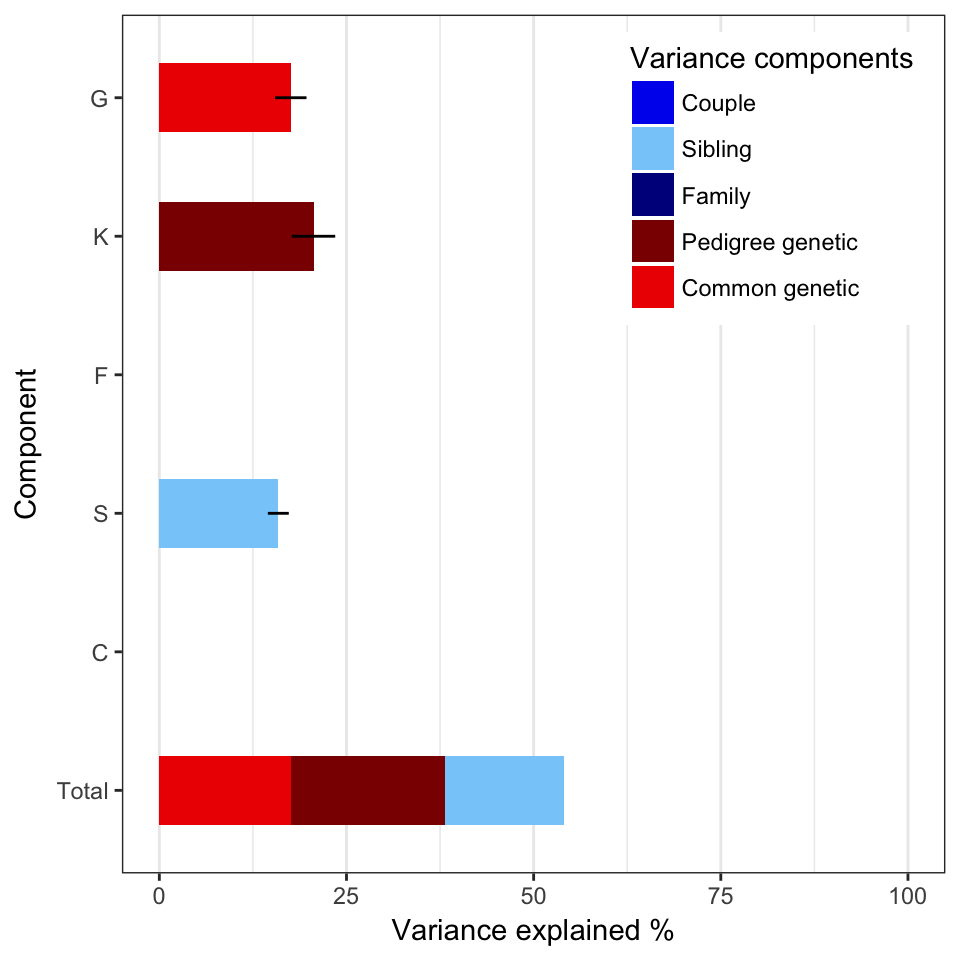 Variance components
Couple
Sibling
Family
Pedigree genetic
Common genetic
Component
G
K
F
S
C
Total
0 25 50 75 100
Variance explained %